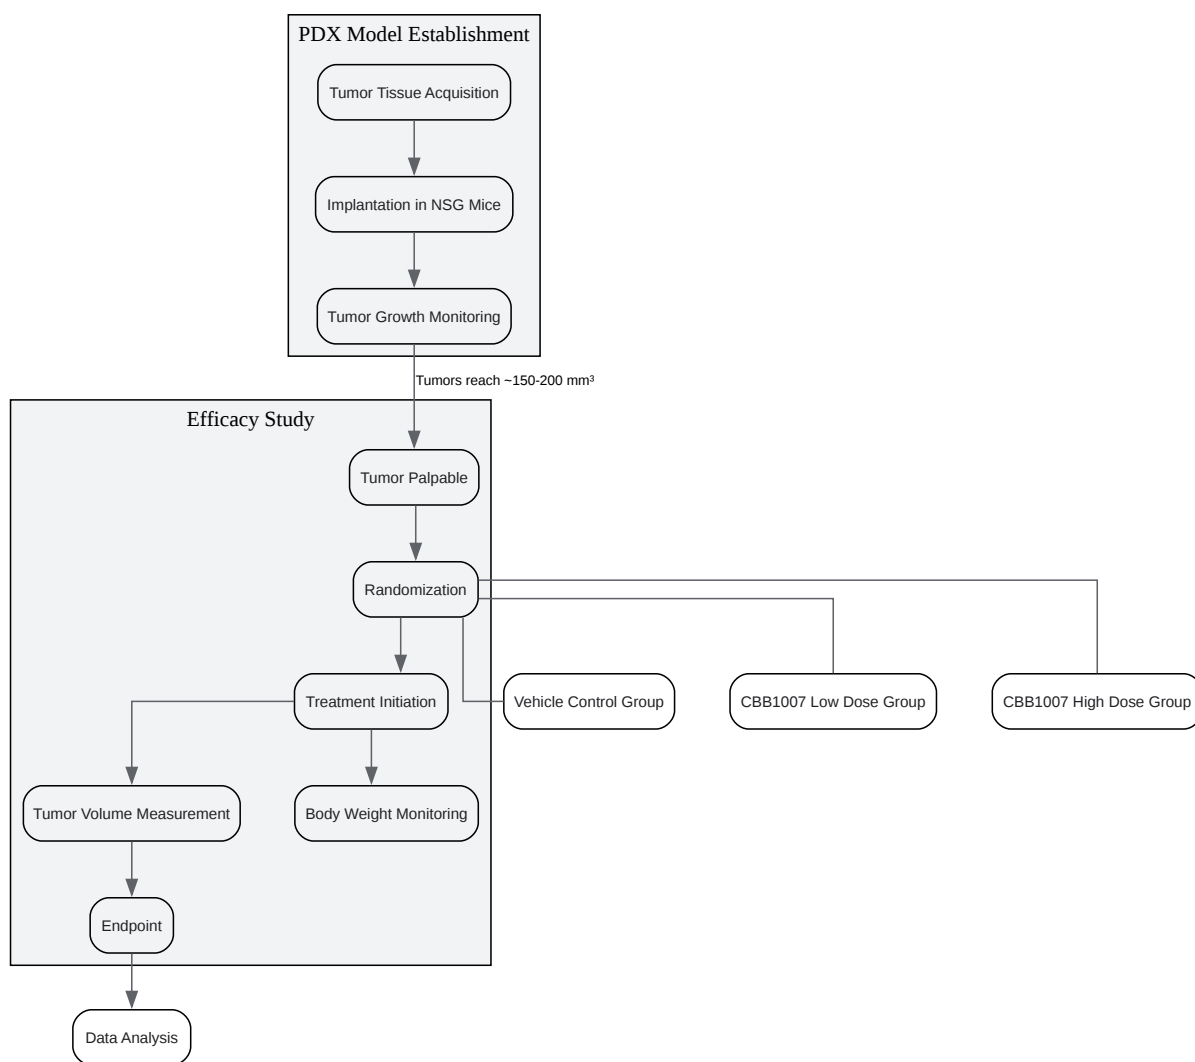 PDX Model Establishment
Tumor Tissue Acquisition
Implantation in NSG Mice
Tumor Growth Monitoring
Tumors reach ~150-200 mm³
Efficacy Study
Tumor Palpable
Randomization
Treatment Initiation
Vehicle Control Group
CBB1007 Low Dose Group
CBB1007 High Dose Group
Tumor Volume Measurement
Body Weight Monitoring
Endpoint
Data Analysis